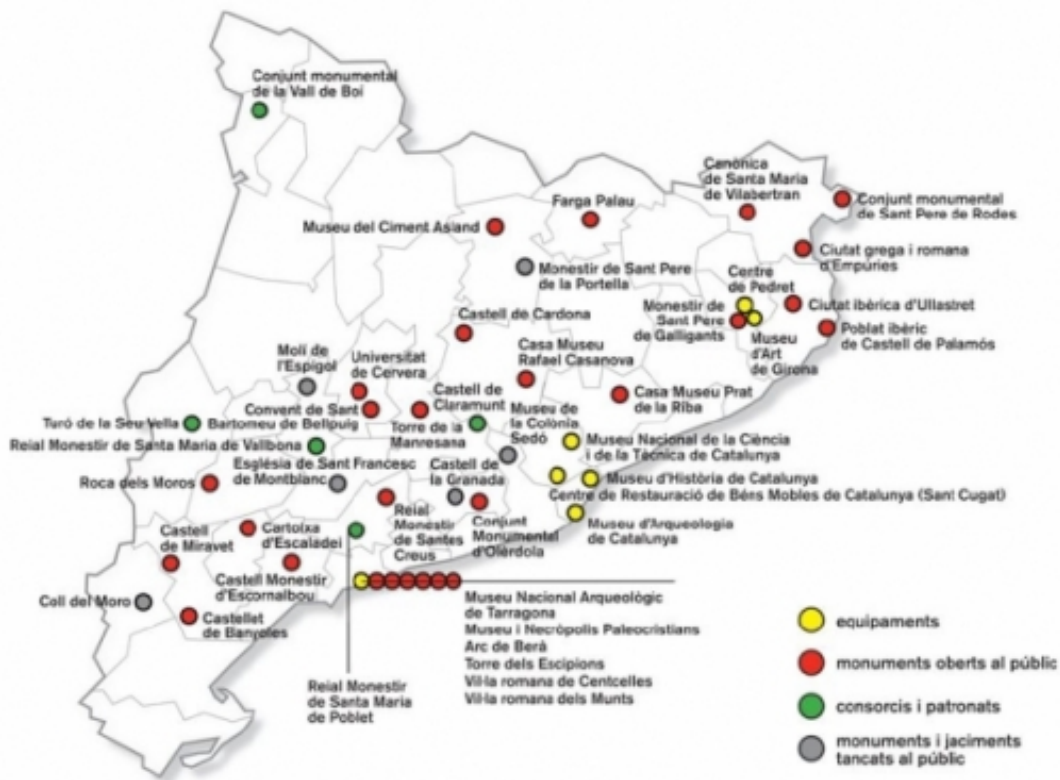 Conjunt monumental
de la Vall de Boí
Canònica
de Santa Maria
de Vilabertran
Farga Palau
Conjunt monumental
de Sant Pere de Rodes
Museu del Ciment Asland
Ciutat grega i romana
d'Empúries
Monestir de Sant Pere
de la Portella
Centre
de Pedret
Ciutat ibèrica d'Ullastret
Monestir de
Sant Pere
de Galligants
Castell de Cardona
Poblat ibèric
de Castell de Palamós
Museu
d'Art
de Girona
Molí de
l'Espígol
Universitat
de Cervera
Casa Museu
Rafael Casanova
Castell de
Claramunt
Casa Museu Prat
de la Riba
Convent de Sant
Bartomeu de Bellpuig
Turó de la Seu Vella
Torre de la
Manresana
Museu de
la Colònia
Sedó
Museu Nacional de la Ciència
i de la Tècnica de Catalunya
Reial Monestir de Santa Maria de Vallbona
Església de Sant Francesc
de Montblanc
Castell de
la Granada
Museu d'Història de Catalunya
Roca dels Moros
Centre de Restauració de Béns Mobles de Catalunya (Sant Cugat)
Reial
Monestir
de Santes
Creus
Conjunt
Monumental
d'Olèrdola
Museu d'Arqueologia
de Catalunya
Castell
de Miravet
Cartoixa
d'Escaladei
Castell Monestir
d'Escornalbou
Coll del Moro
Castellet
de Banyoles
Museu Nacional Arqueològic
de Tarragona
Museu i Necròpolis Paleocristians
Arc de Berà
Torre dels Escipions
Vil·la romana de Centcelles
Vil·la romana dels Munts
Reial Monestir
de Santa Maria
de Poblet
equipaments
monuments oberts al públic
consorcis i patronats
monuments i jaciments
tancats al públic